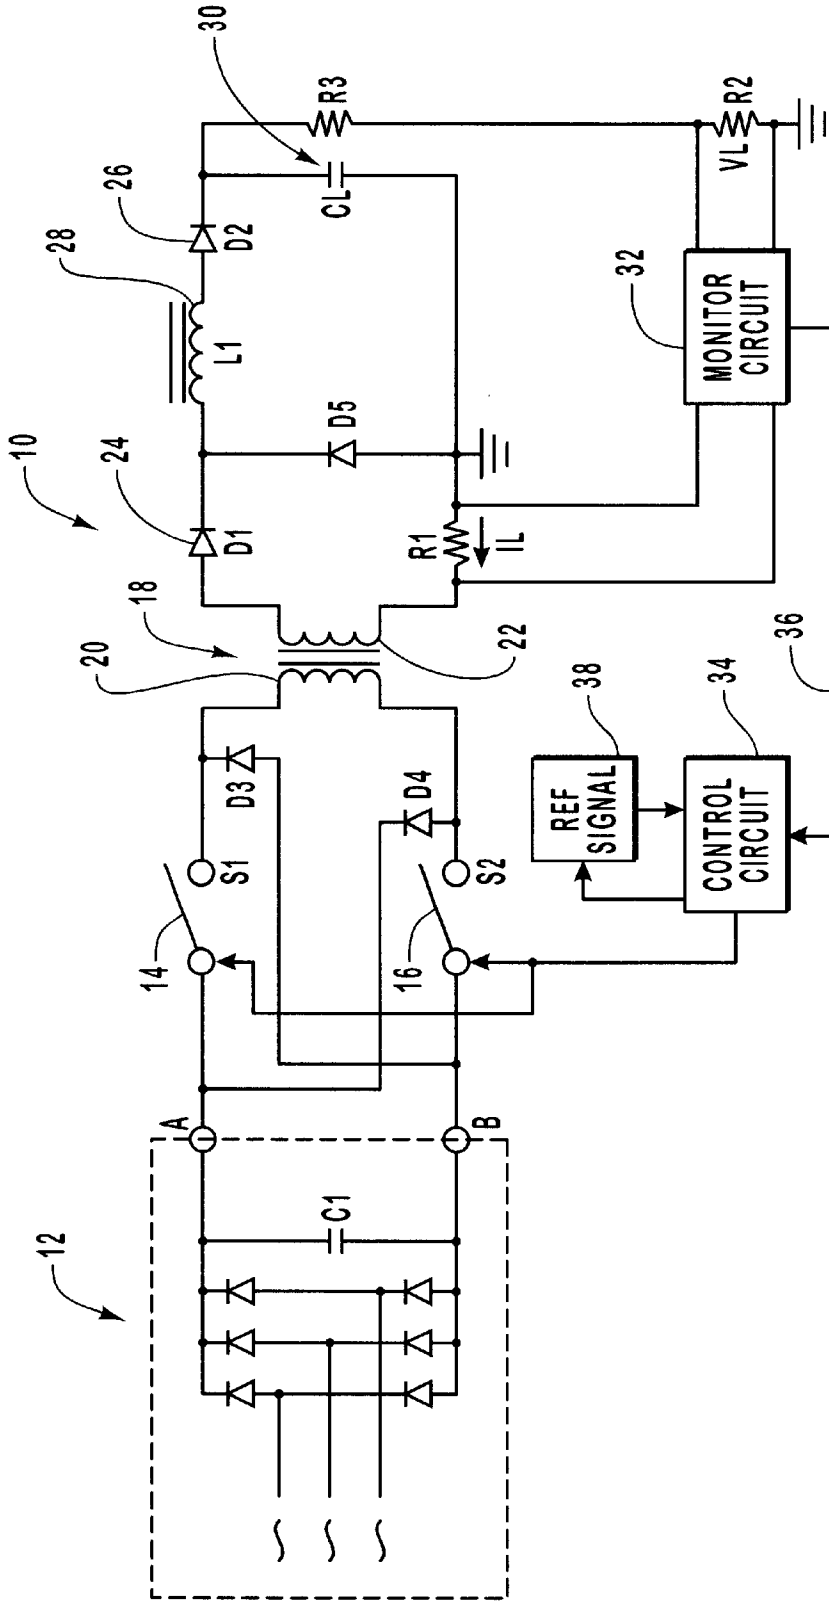 10
12
A
B
C1
14
S1
16
S2
D3
D4
18
20
22
24
D1
D5
28
L1
26
D2
30
CL
R3
R1
IL
R2
VL
32
MONITOR
CIRCUIT
38
REF
SIGNAL
34
CONTROL
CIRCUIT
36